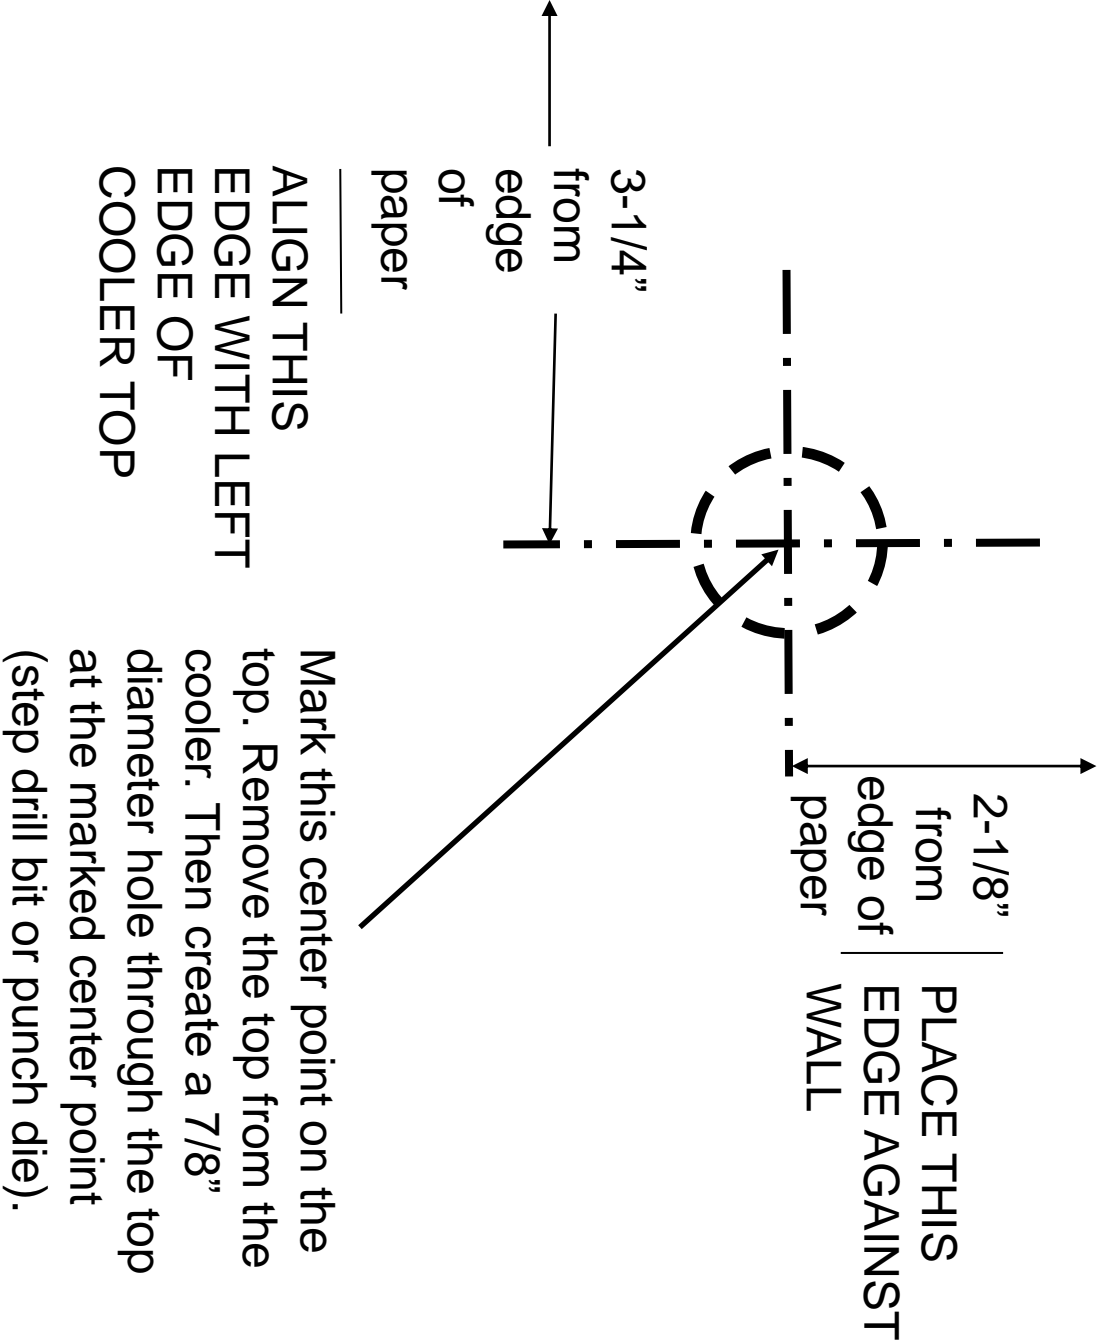 2-1/8”
from
edge of
paper
PLACE THIS
EDGE AGAINST
WALL
3-1/4”
from
edge
of
paper
ALIGN THIS
EDGE WITH LEFT
EDGE OF
COOLER TOP
Mark this center point on the
top. Remove the top from the
cooler. Then create a 7/8”
diameter hole through the top
at the marked center point
(step drill bit or punch die).